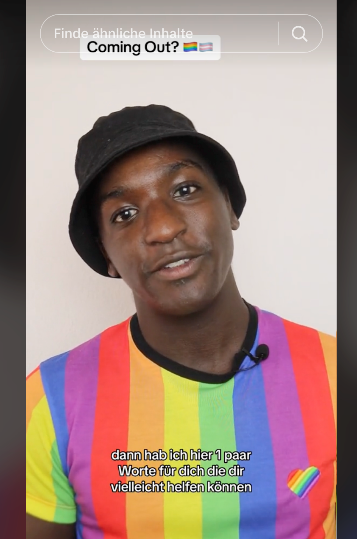 Finde ähnliche Inhalte
Coming Out? 🏳️‍🌈🏳️‍⚧️
dann hab ich hier 1 paar
Worte für dich die dir
vielleicht helfen können